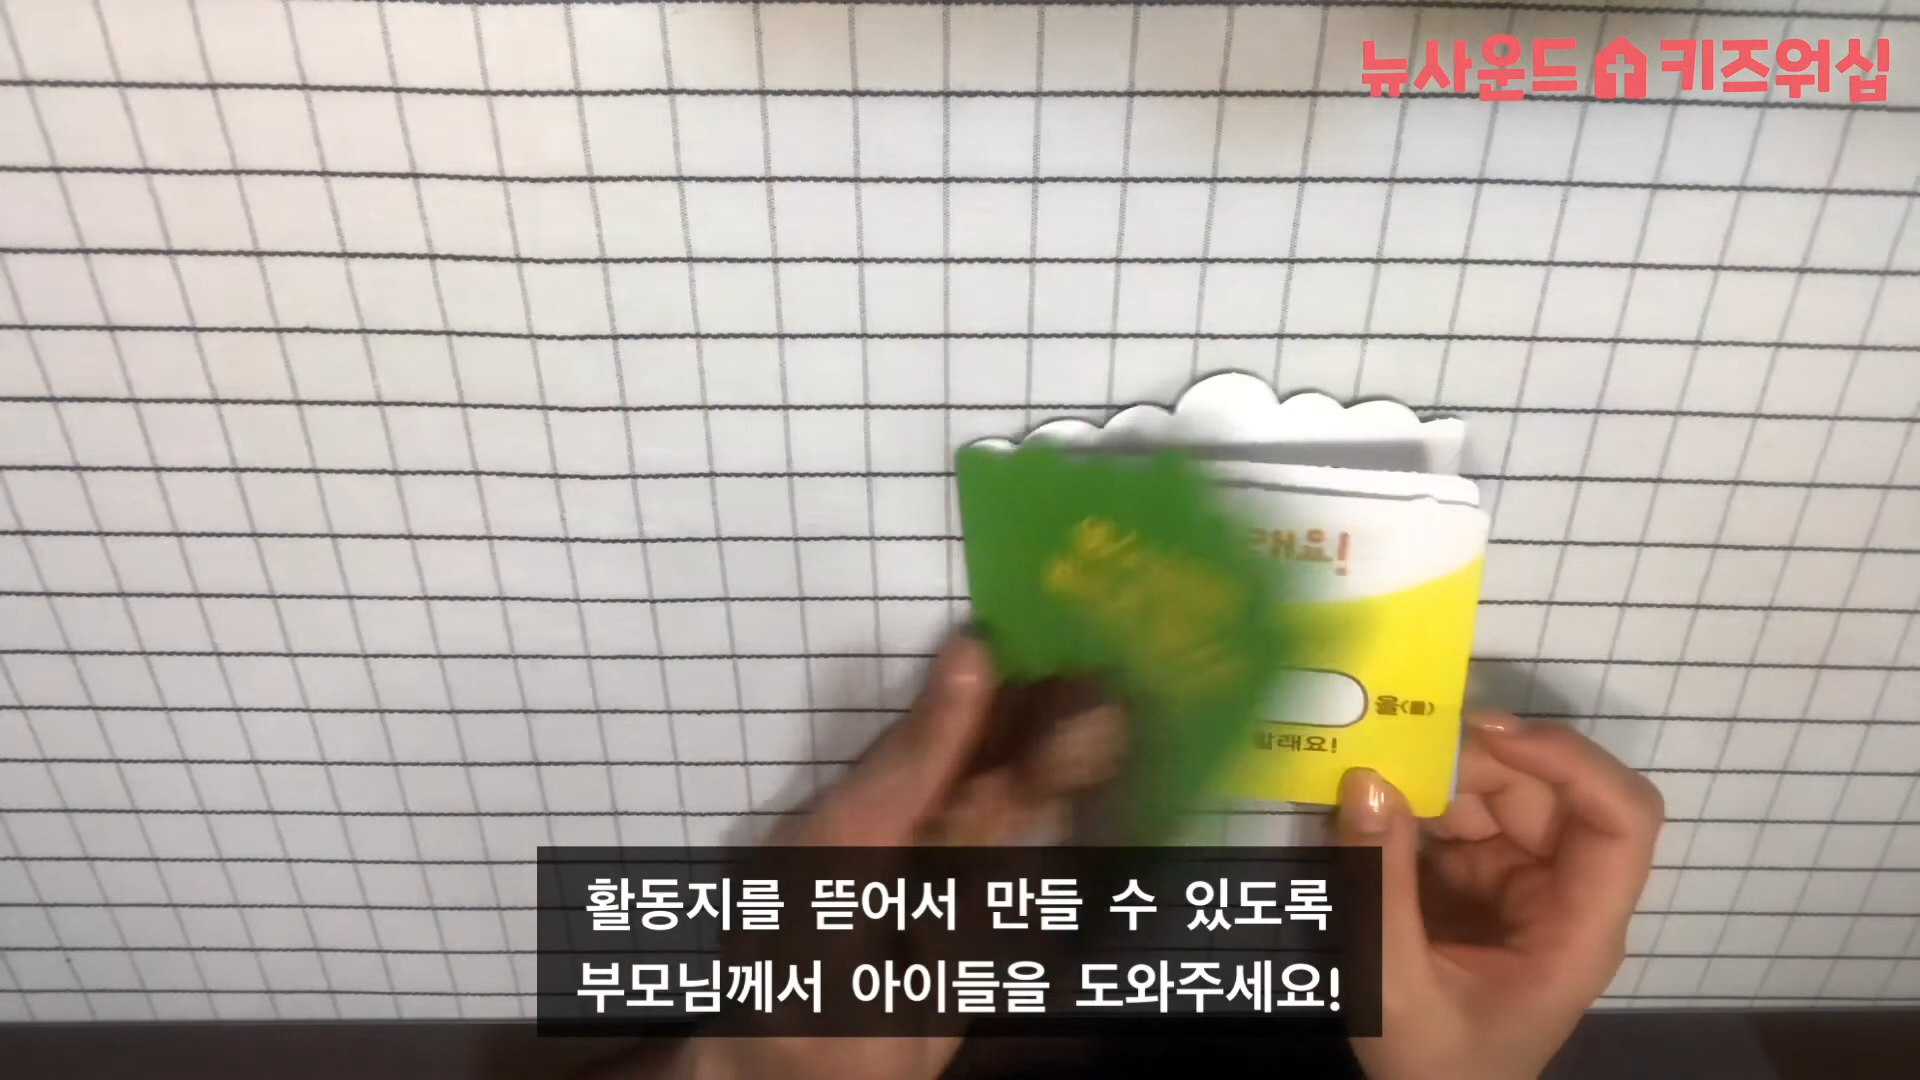 뉴사운드 키즈워십
래요!
을(를)
할래요!
활동지를 뜯어서 만들 수 있도록
부모님께서 아이들을 도와주세요!